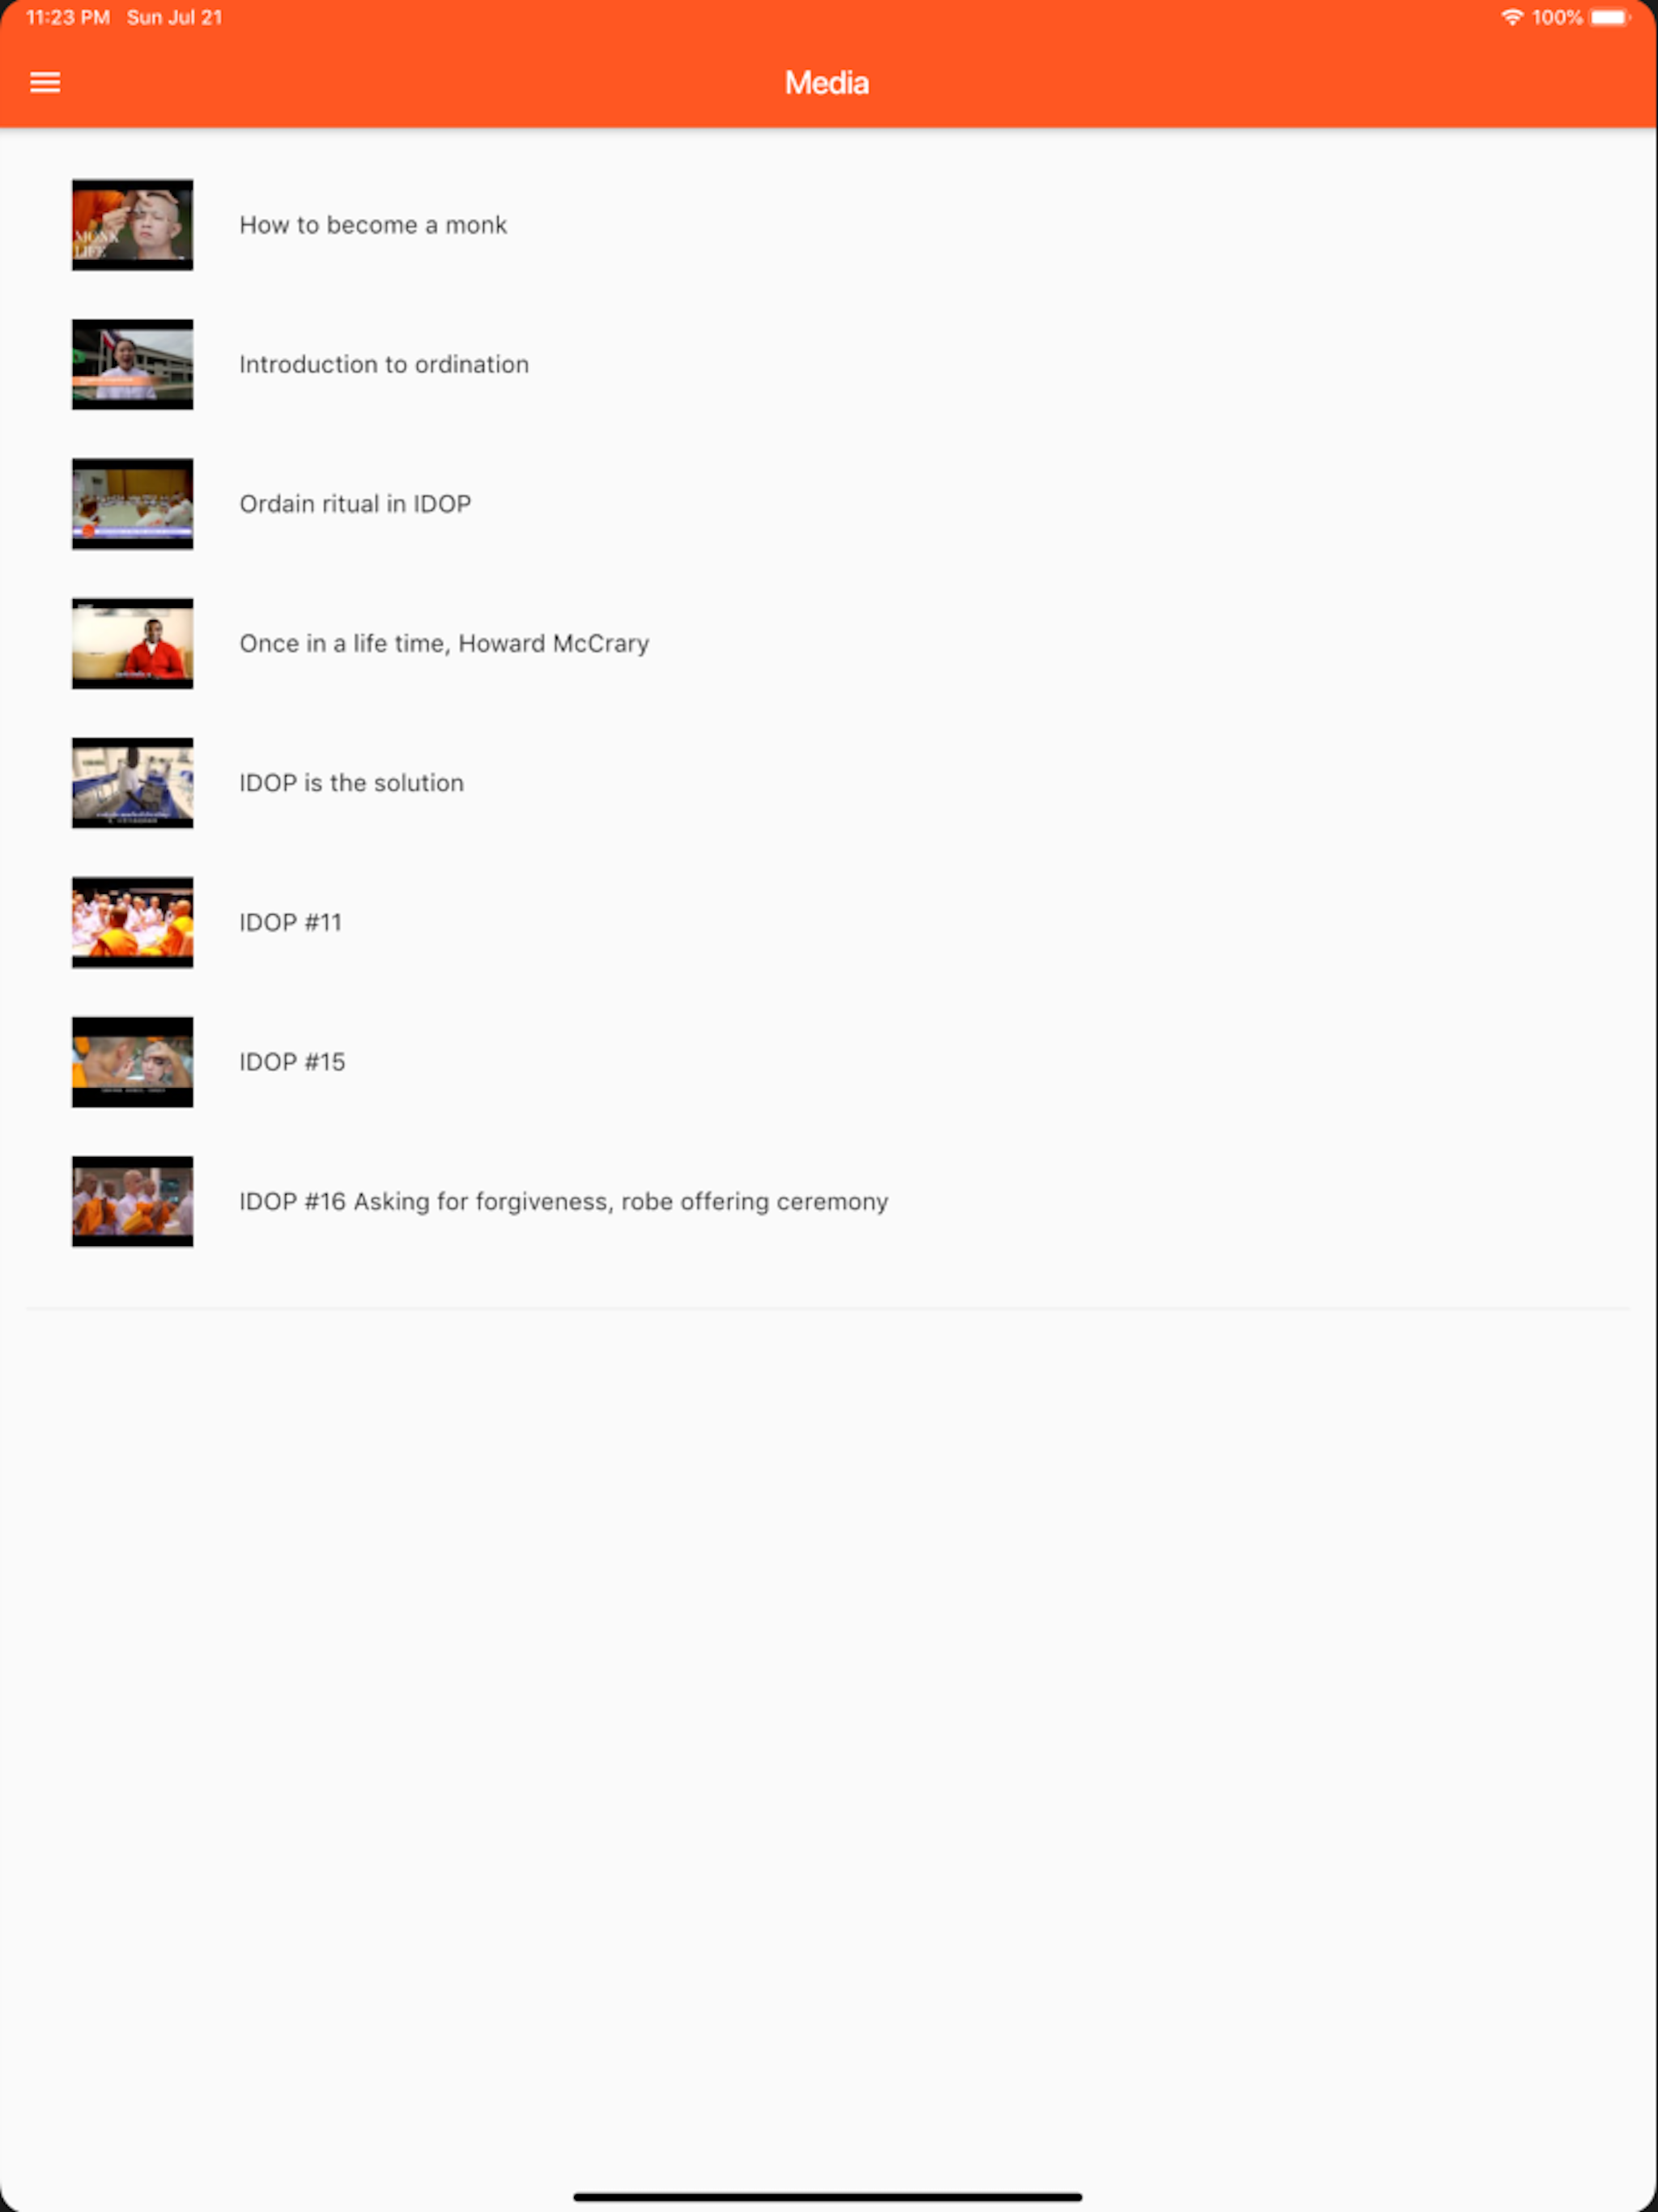 11:23 PM Sun Jul 21 100%
Media
MONK
LIFE
How to become a monk
Introduction to ordination
Ordain ritual in IDOP
Once in a life time, Howard McCrary
IDOP is the solution
IDOP #11
IDOP #15
IDOP #16 Asking for forgiveness, robe offering ceremony